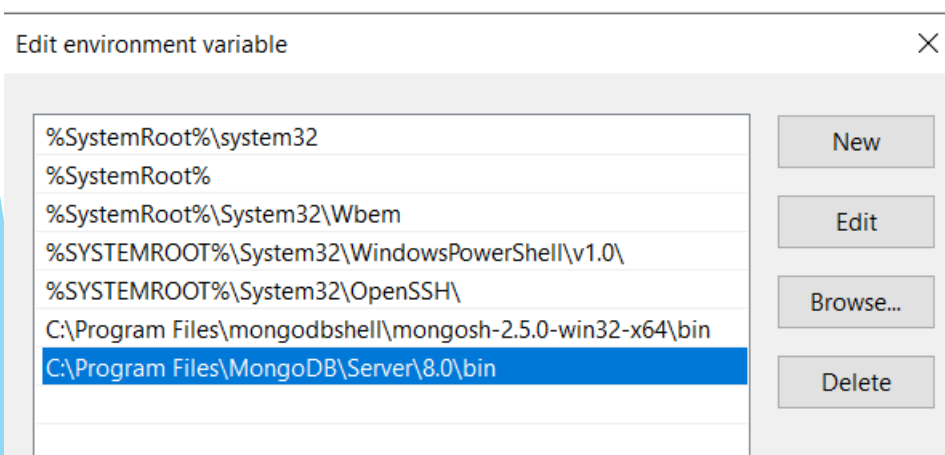 Edit environment variable
%SystemRoot%\system32
%SystemRoot%
%SystemRoot%\System32\Wbem
%SYSTEMROOT%\System32\WindowsPowerShell\v1.0\
%SYSTEMROOT%\System32\OpenSSH\
C:\Program Files\mongodbshell\mongosh-2.5.0-win32-x64\bin
C:\Program Files\MongoDB\Server\8.0\bin
New
Edit
Browse...
Delete